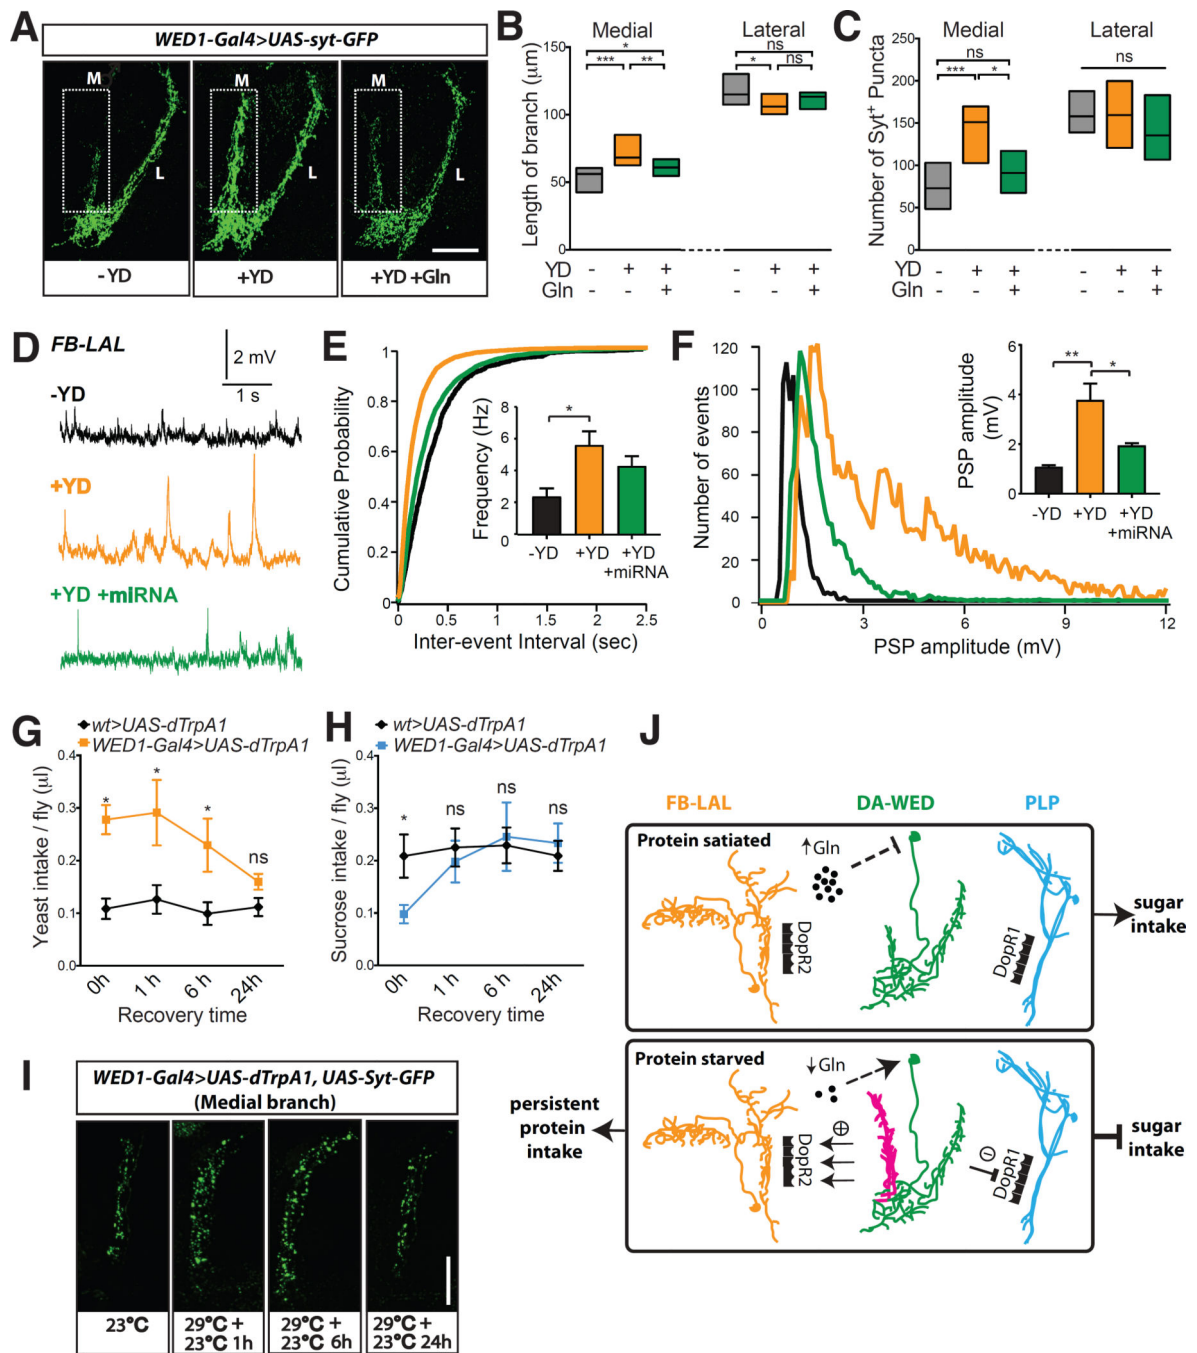 A
WED1-Gal4>UAS-syt-GFP
M
L
M
L
M
L
-YD
+YD
+YD +Gln
B
Medial
Lateral
Length of branch (μm)
150
100
50
0
*
***
**
ns
*
ns
YD - + + - + +
Gln - - + - - +
C
Medial
Lateral
Number of Syt+ Puncta
250
200
150
100
50
0
ns
***
*
ns
- + + - + +
- - + - - +
D
FB-LAL
2 mV
1 s
-YD
+YD
+YD +mIRNA
E
Cumulative Probability
1
0.8
0.6
0.4
0.2
0
0 0.5 1 1.5 2 2.5
Inter-event Interval (sec)
Frequency (Hz)
8
6
4
2
0
*
-YD
+YD
+YD
+miRNA
F
Number of events
120
100
80
60
40
20
0
0 3 6 9 12
PSP amplitude (mV)
PSP amplitude
(mV)
6
4
2
0
**
*
-YD +YD +YD
+miRNA
G
wt>UAS-dTrpA1
WED1-Gal4>UAS-dTrpA1
Yeast intake / fly (μl)
0.4
0.3
0.2
0.1
0.0
*
*
*
ns
0h 1 h 6 h 24h
Recovery time
H
wt>UAS-dTrpA1
WED1-Gal4>UAS-dTrpA1
Sucrose intake / fly (μl)
0.4
0.3
0.2
0.1
0.0
*
ns
ns
ns
0h 1 h 6 h 24h
Recovery time
I
WED1-Gal4>UAS-dTrpA1, UAS-Syt-GFP
(Medial branch)
23°C
29°C +
23°C 1h
29°C +
23°C 6h
29°C +
23°C 24h
J
FB-LAL
DA-WED
PLP
Protein satiated
↑Gln
DopR2
DopR1
sugar
intake
Protein starved
↓Gln
⊕
DopR2
⊖
DopR1
persistent
protein
intake
sugar
intake